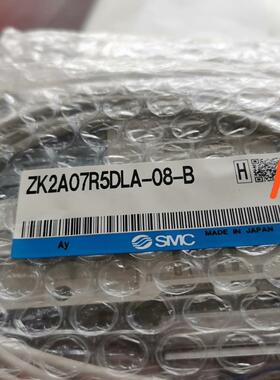 ZK2A07R5DLA-08-B
H
Ay
SMC
MADE IN JAPAN